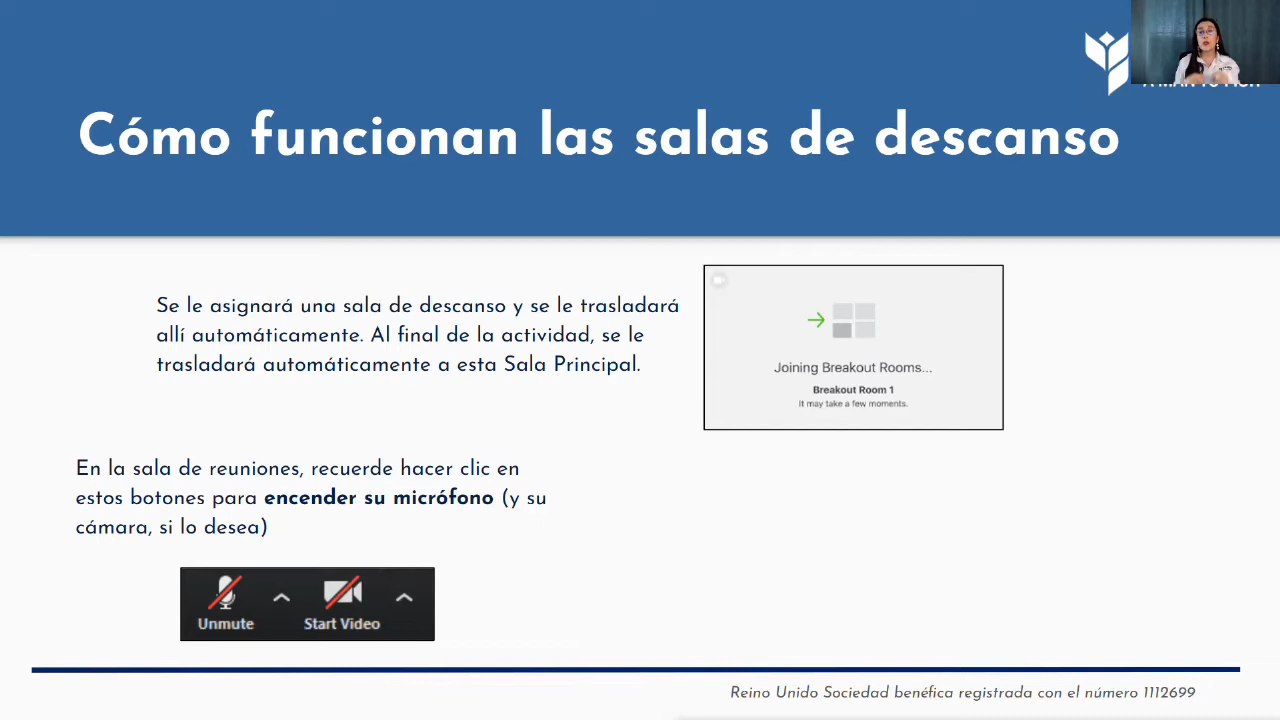 Cómo funcionan las salas de descanso
Se le asignará una sala de descanso y se le trasladará
allí automáticamente. Al final de la actividad, se le
trasladará automáticamente a esta Sala Principal.
Joining Breakout Rooms...
Breakout Room 1
It may take a few moments.
En la sala de reuniones, recuerde hacer clic en
estos botones para encender su micrófono (y su
cámara, si lo desea)
Unmute
Start Video
Reino Unido Sociedad benéfica registrada con el número 1112699